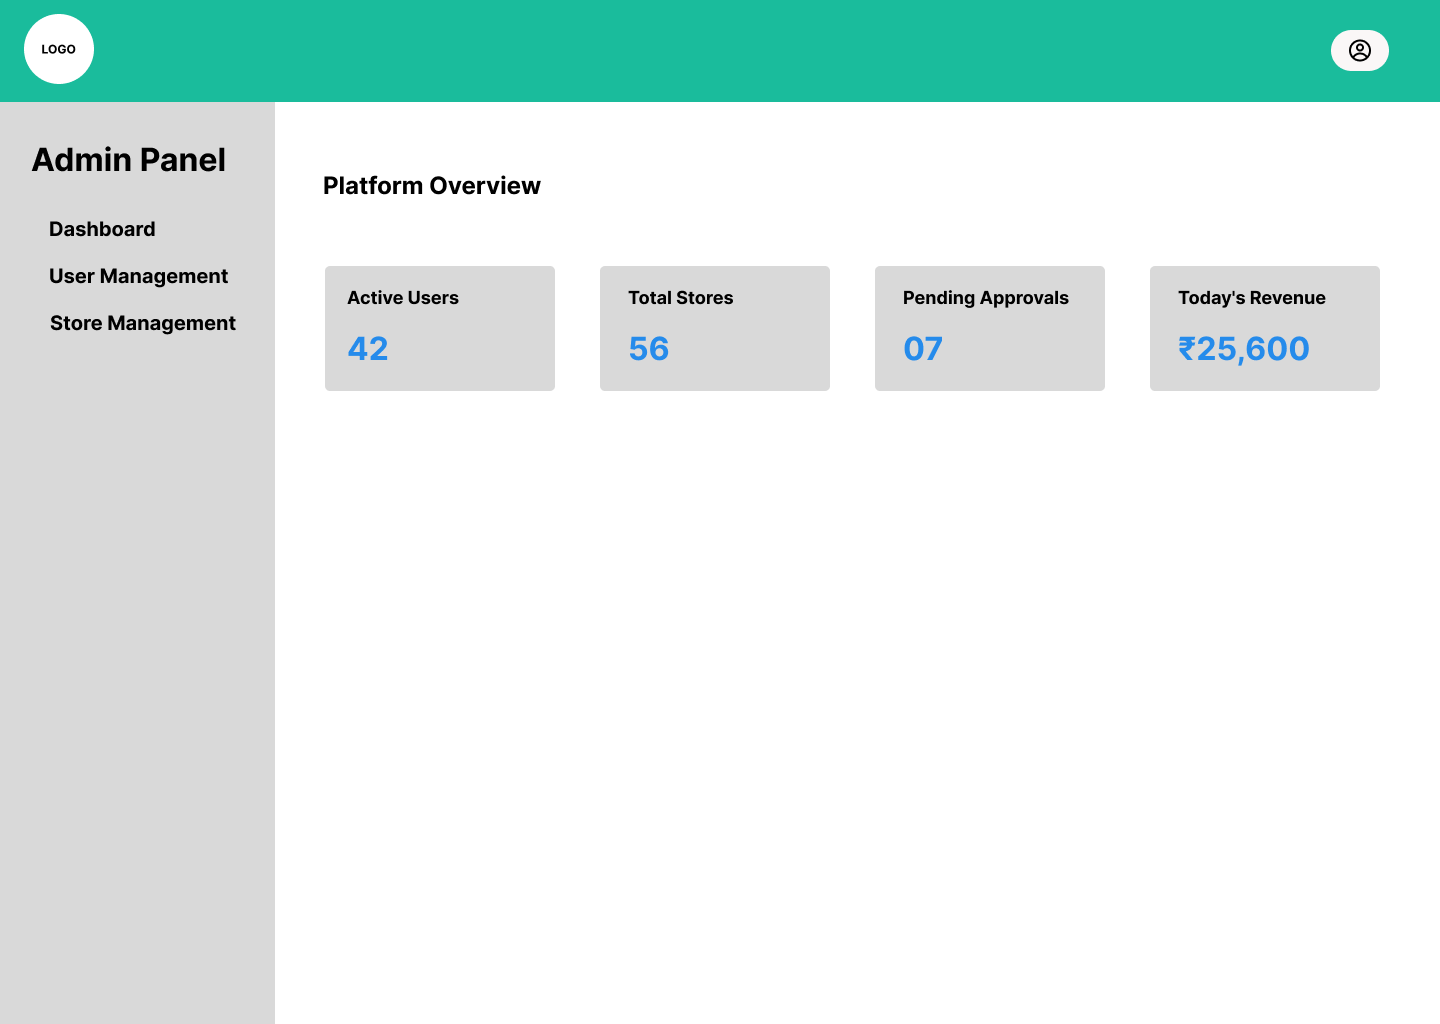 LOGO
Admin Panel
Dashboard
User Management
Store Management
Platform Overview
Active Users
42
Total Stores
56
Pending Approvals
07
Today's Revenue
₹25,600